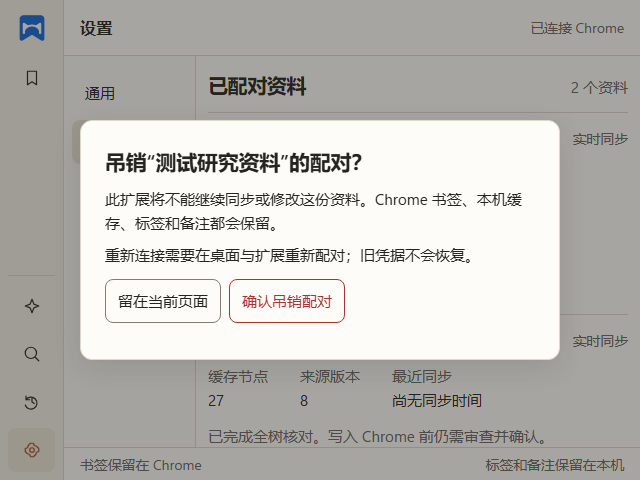 设置
已连接 Chrome
通用
已配对资料
2 个资料
实时同步
吊销“测试研究资料”的配对？
此扩展将不能继续同步或修改这份资料。Chrome 书签、本机缓
存、标签和备注都会保留。
重新连接需要在桌面与扩展重新配对；旧凭据不会恢复。
留在当前页面
确认吊销配对
实时同步
缓存节点
来源版本
最近同步
27
8
尚无同步时间
已完成全树核对。写入 Chrome 前仍需审查并确认。
书签保留在 Chrome
标签和备注保留在本机